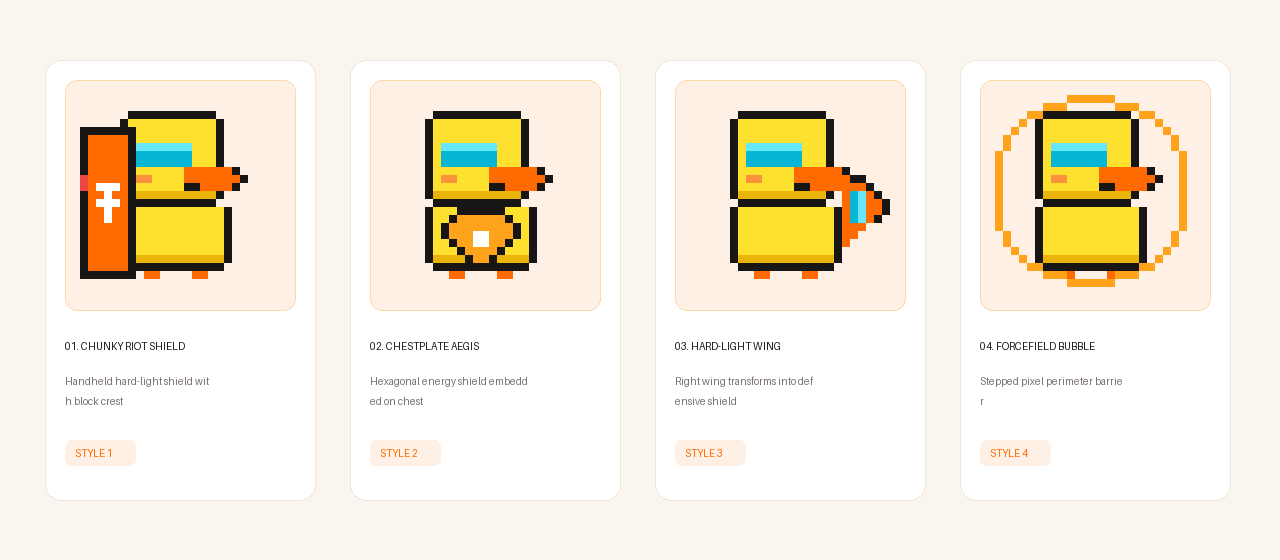 01. CHUNKY RIOT SHIELD
Handheld hard-light shield wit
h block crest
STYLE 1
02. CHESTPLATE AEGIS
Hexagonal energy shield embedd
ed on chest
STYLE 2
03. HARD-LIGHT WING
Right wing transforms into def
ensive shield
STYLE 3
04. FORCEFIELD BUBBLE
Stepped pixel perimeter barrie
r
STYLE 4